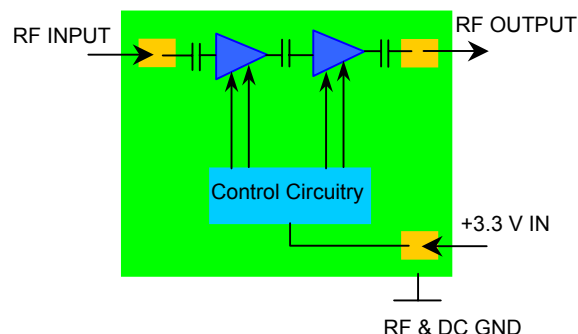 RF INPUT
RF OUTPUT
Control Circuitry
+3.3 V IN
RF & DC GND